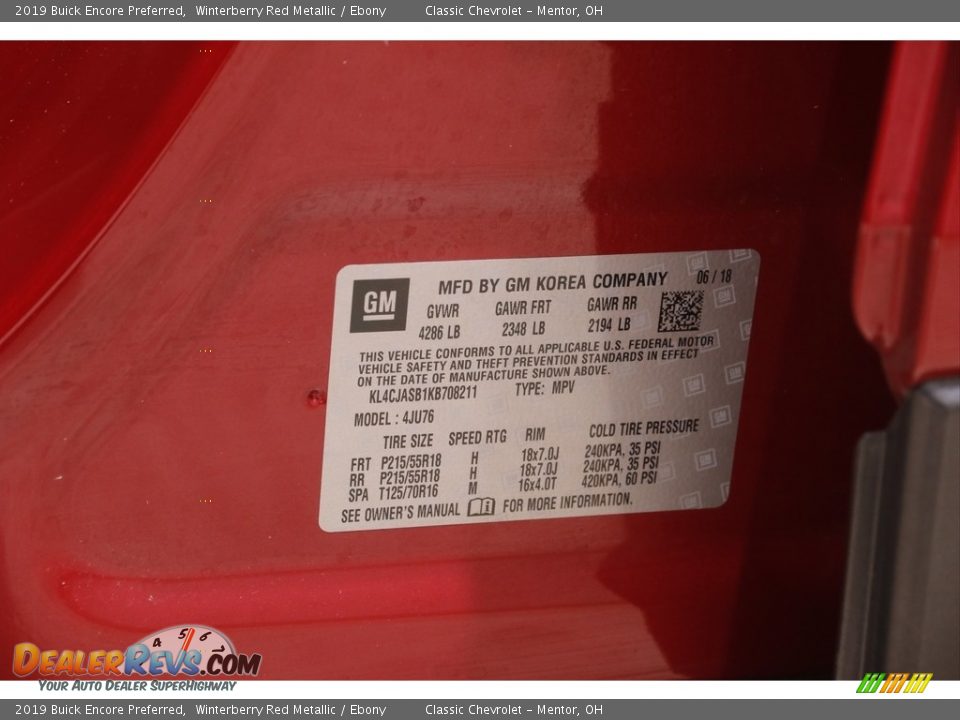 2019 Buick Encore Preferred,  Winterberry Red Metallic / Ebony  Classic Chevrolet – Mentor, OH
GM MFD BY GM KOREA COMPANY 06 / 18
GVWR GAWR FRT GAWR RR
4286 LB 2348 LB 2194 LB
THIS VEHICLE CONFORMS TO ALL APPLICABLE U.S. FEDERAL MOTOR
VEHICLE SAFETY AND THEFT PREVENTION STANDARDS IN EFFECT
ON THE DATE OF MANUFACTURE SHOWN ABOVE.
KL4CJASB1KB708211 TYPE: MPV
MODEL : 4JU76
TIRE SIZE SPEED RTG RIM COLD TIRE PRESSURE
FRT P215/55R18 H 18x7.0J 240KPA, 35 PSI
RR P215/55R18 H 18x7.0J 240KPA, 35 PSI
SPA T125/70R16 M 16x4.0T 420KPA, 60 PSI
SEE OWNER'S MANUAL FOR MORE INFORMATION.
4 5 6 7
DEALERREVS.COM
YOUR AUTO DEALER SUPERHIGHWAY
2019 Buick Encore Preferred,  Winterberry Red Metallic / Ebony  Classic Chevrolet – Mentor, OH